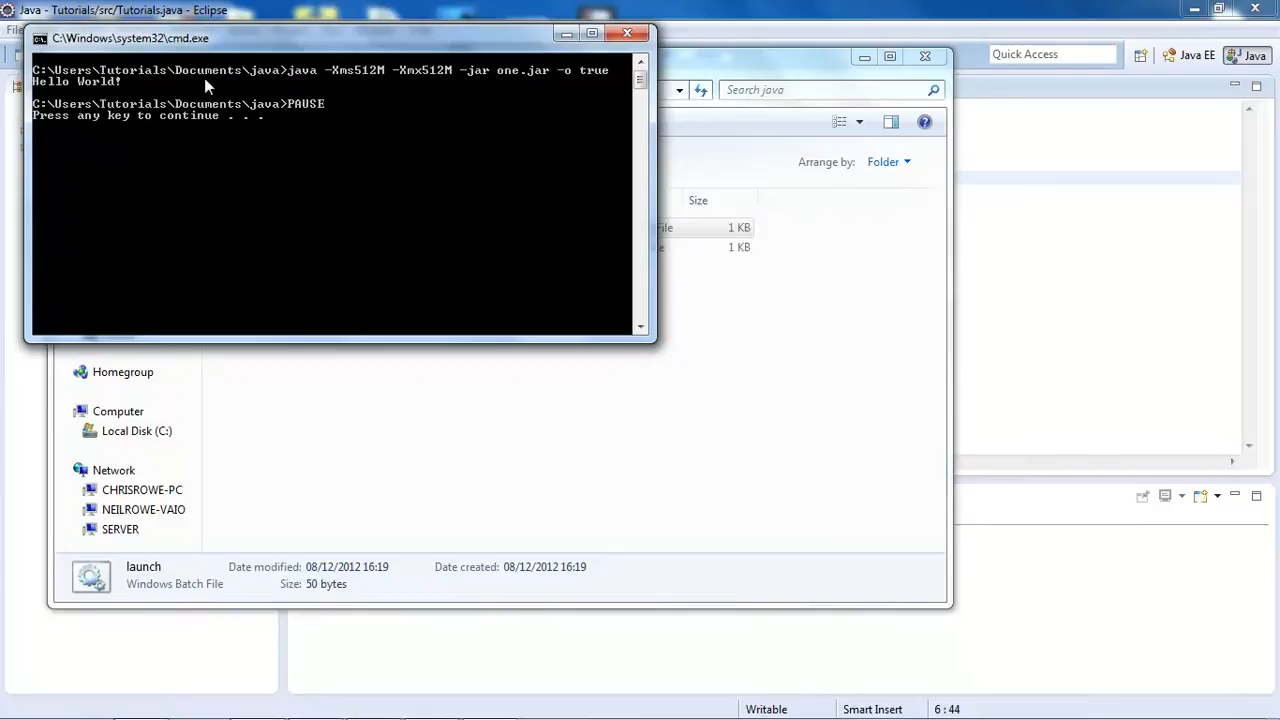 Java - Tutorials/src/Tutorials.java - Eclipse
C:\Windows\system32\cmd.exe
C:\Users\Tutorials\Documents\java>java -Xms512M -Xmx512M -jar one.jar -o true
Hello World!
C:\Users\Tutorials\Documents\java>PAUSE
Press any key to continue . . .
Quick Access
Java EE
Java
Search java
Arrange by: Folder
Size
File 1 KB
1 KB
Homegroup
Computer
Local Disk (C:)
Network
CHRISROWE-PC
NEILROWE-VAIO
SERVER
launch Date modified: 08/12/2012 16:19 Date created: 08/12/2012 16:19
Windows Batch File Size: 50 bytes
Writable Smart Insert 6 : 44